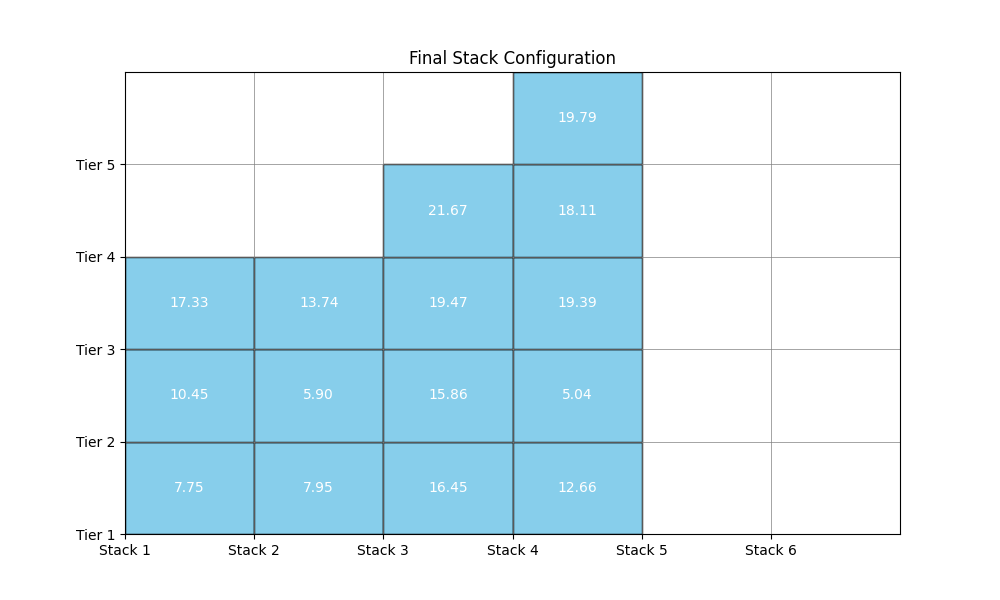 Final Stack Configuration
19.79
Tier 5
21.67 18.11
Tier 4
17.33 13.74 19.47 19.39
Tier 3
10.45 5.90 15.86 5.04
Tier 2
7.75 7.95 16.45 12.66
Tier 1
Stack 1 Stack 2 Stack 3 Stack 4 Stack 5 Stack 6